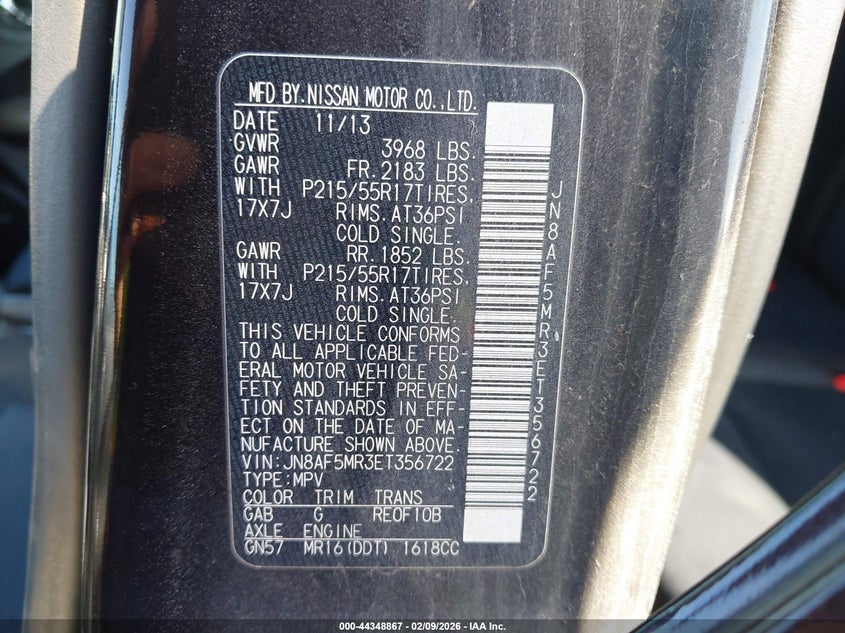 MFD BY.NISSAN MOTOR CO.,LTD.
DATE 11/13
GVWR 3968 LBS.
GAWR FR.2183 LBS.
WITH P215/55R17TIRES,
17X7J RIMS.AT36PSI
COLD SINGLE.
GAWR RR.1852 LBS.
WITH P215/55R17TIRES,
17X7J RIMS.AT36PSI
COLD SINGLE.
THIS VEHICLE CONFORMS
TO ALL APPLICABLE FED-
ERAL MOTOR VEHICLE SA-
FETY AND THEFT PREVEN-
TION STANDARDS IN EFF-
ECT ON THE DATE OF MA-
NUFACTURE SHOWN ABOVE.
VIN:JN8AF5MR3ET356722
TYPE:MPV
COLOR TRIM TRANS
GAB G RE0F10B
AXLE ENGINE
GN57 MR16(DDT) 1618CC
JN8AF5MR3ET356722
000-44348867 | 02/09/2026 - IAA Inc.